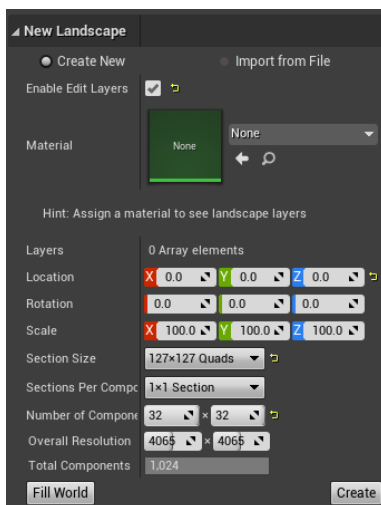 New Landscape
Create New Import from File
Enable Edit Layers
None
Material None
Hint: Assign a material to see landscape layers
Layers 0 Array elements
Location X 0.0 Y 0.0 Z 0.0
Rotation 0.0 0.0 0.0
Scale X 100.0 Y 100.0 Z 100.0
Section Size 127×127 Quads
Sections Per Compo 1×1 Section
Number of Compone 32 × 32
Overall Resolution 4065 × 4065
Total Components 1,024
Fill World Create